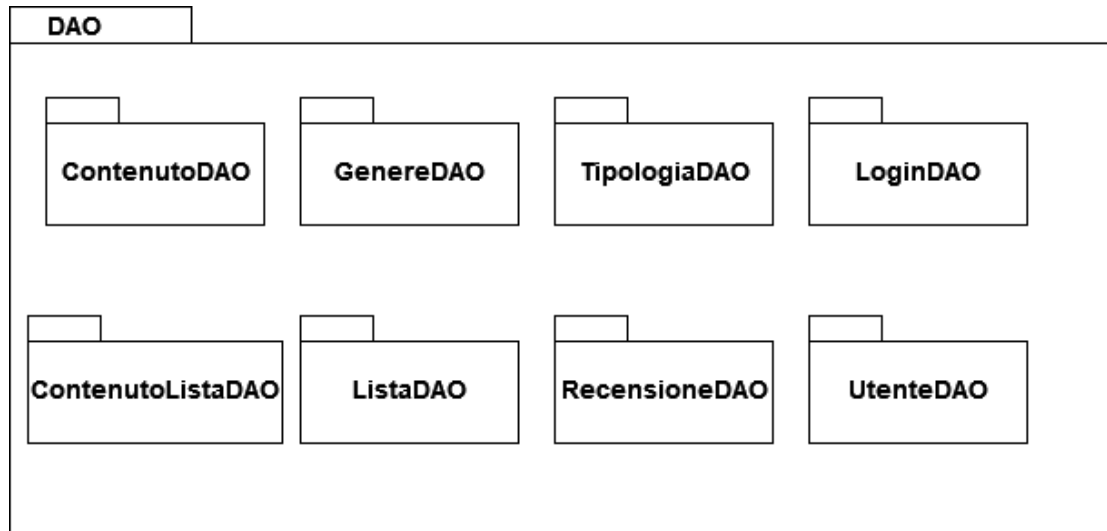 DAO
ContenutoDAO
GenereDAO
TipologiaDAO
LoginDAO
ContenutoListaDAO
ListaDAO
RecensioneDAO
UtenteDAO